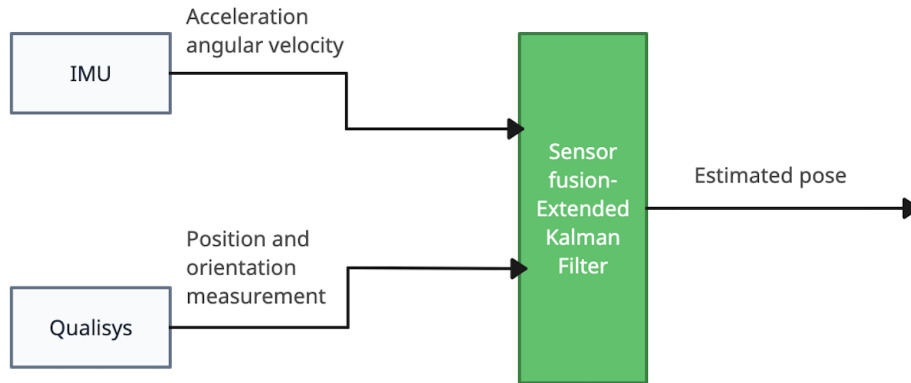 Acceleration
angular velocity
IMU
Sensor
fusion-
Extended
Kalman
Filter
Estimated pose
Position and
orientation
measurement
Qualisys